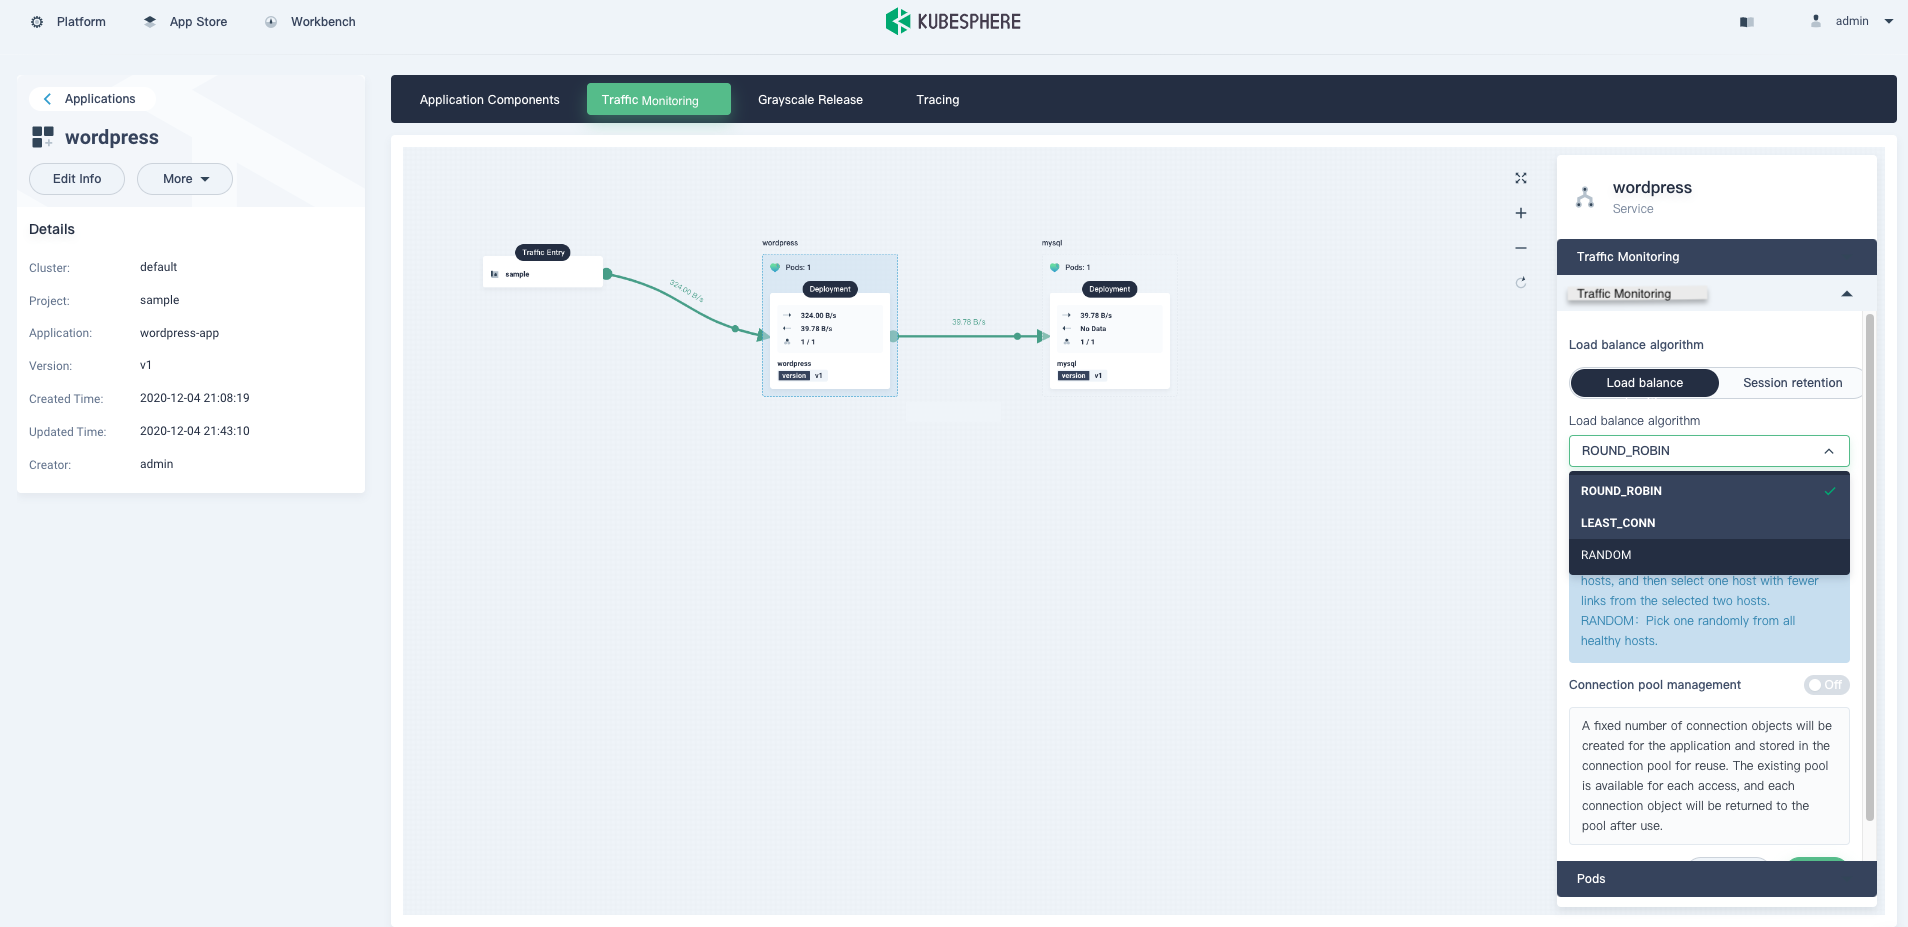 Platform
App Store
Workbench
KUBESPHERE
admin
Applications
wordpress
Edit Info
More
Details
Cluster: default
Project: sample
Application: wordpress-app
Version: v1
Created Time: 2020-12-04 21:08:19
Updated Time: 2020-12-04 21:43:10
Creator: admin
Application Components
Traffic Monitoring
Grayscale Release
Tracing
Traffic Entry
sample
324.00 B/s
wordpress
Pods: 1
Deployment
324.00 B/s
39.78 B/s
1 / 1
wordpress
version v1
39.78 B/s
mysql
Pods: 1
Deployment
39.78 B/s
No Data
1 / 1
mysql
version v1
wordpress
Service
Traffic Monitoring
Traffic Monitoring
Load balance algorithm
Load balance
Session retention
Load balance algorithm
ROUND_ROBIN
ROUND_ROBIN
LEAST_CONN
RANDOM
hosts, and then select one host with fewer
links from the selected two hosts.
RANDOM: Pick one randomly from all
healthy hosts.
Connection pool management
Off
A fixed number of connection objects will be
created for the application and stored in the
connection pool for reuse. The existing pool
is available for each access, and each
connection object will be returned to the
pool after use.
Pods